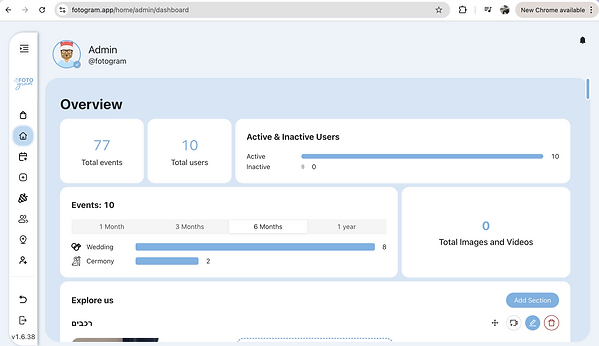 fotogram.app/home/admin/dashboard
New Chrome available
Admin
@fotogram
FOTO
gram
Overview
77
Total events
10
Total users
Active & Inactive Users
Active 10
Inactive 0
Events: 10
1 Month 3 Months 6 Months 1 year
Wedding 8
Cermony 2
0
Total Images and Videos
Explore us
Add Section
רכבים
v1.6.38